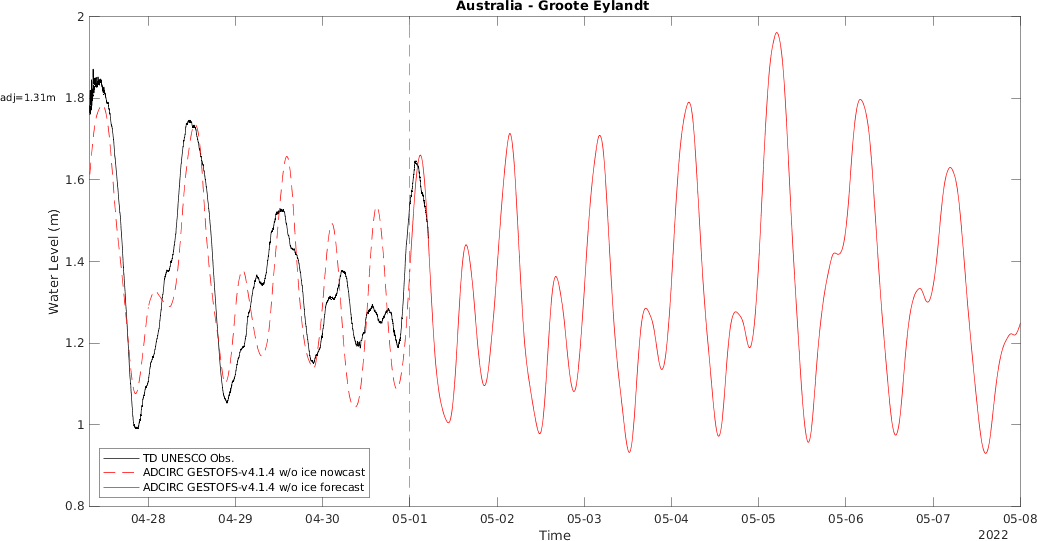 Australia - Groote Eylandt
adj=1.31m
Water Level (m)
2
1.8
1.6
1.4
1.2
1
0.8
TD UNESCO Obs.
ADCIRC GESTOFS-v4.1.4 w/o ice nowcast
ADCIRC GESTOFS-v4.1.4 w/o ice forecast
04-28 04-29 04-30 05-01 05-02 05-03 05-04 05-05 05-06 05-07 05-08
Time
2022